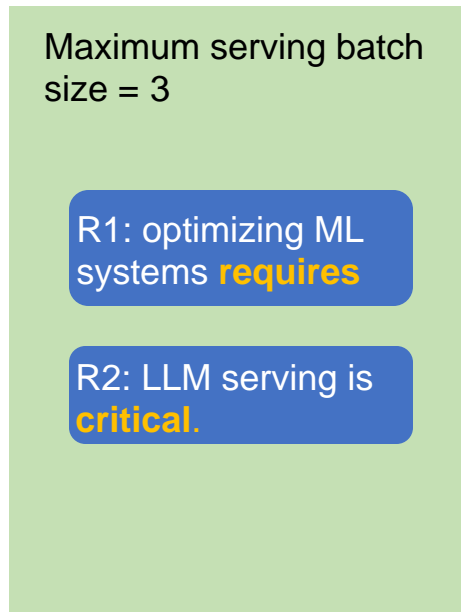 Maximum serving batch
size = 3
R1: optimizing ML
systems requires
R2: LLM serving is
critical.